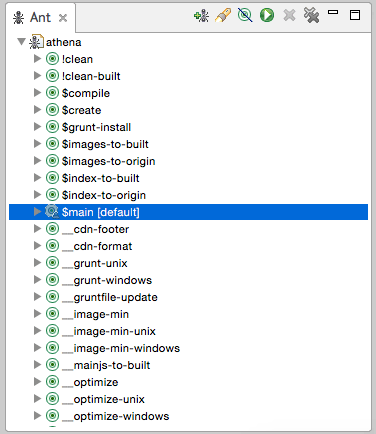 Ant
athena
!clean
!clean-built
$compile
$create
$grunt-install
$images-to-built
$images-to-origin
$index-to-built
$index-to-origin
$main [default]
__cdn-footer
__cdn-format
__grunt-unix
__grunt-windows
__gruntfile-update
__image-min
__image-min-unix
__image-min-windows
__mainjs-to-built
__optimize
__optimize-unix
__optimize-windows